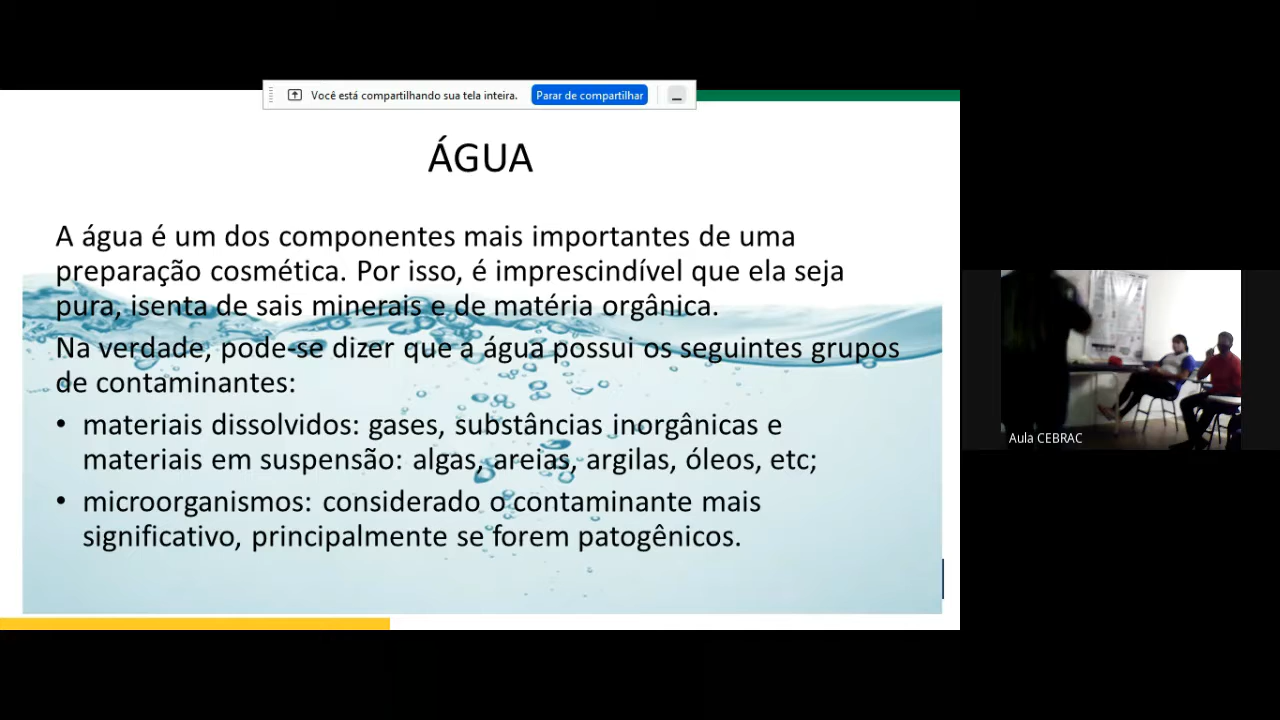 Você está compartilhando sua tela inteira. Parar de compartilhar
ÁGUA
A água é um dos componentes mais importantes de uma
preparação cosmética. Por isso, é imprescindível que ela seja
pura, isenta de sais minerais e de matéria orgânica.
Na verdade, pode-se dizer que a água possui os seguintes grupos
de contaminantes:
• materiais dissolvidos: gases, substâncias inorgânicas e
materiais em suspensão: algas, areias, argilas, óleos, etc;
• microorganismos: considerado o contaminante mais
significativo, principalmente se forem patogênicos.
Aula CEBRAC